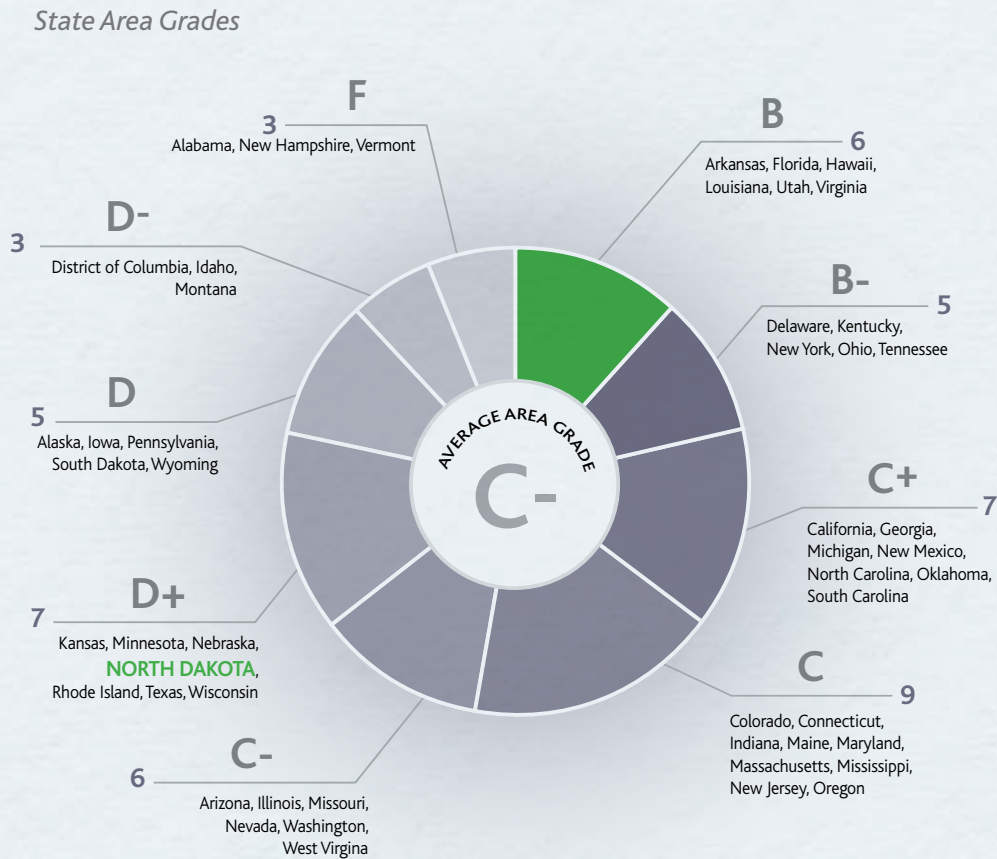 State Area Grades
F
3
Alabama, New Hampshire, Vermont
B
6
Arkansas, Florida, Hawaii,
Louisiana, Utah, Virginia
D-
3
District of Columbia, Idaho,
Montana
B-
5
Delaware, Kentucky,
New York, Ohio, Tennessee
D
5
Alaska, Iowa, Pennsylvania,
South Dakota, Wyoming
AVERAGE AREA GRADE
C-
C+
7
California, Georgia,
Michigan, New Mexico,
North Carolina, Oklahoma,
South Carolina
D+
7
Kansas, Minnesota, Nebraska,
NORTH DAKOTA,
Rhode Island, Texas, Wisconsin
C
9
Colorado, Connecticut,
Indiana, Maine, Maryland,
Massachusetts, Mississippi,
New Jersey, Oregon
C-
6
Arizona, Illinois, Missouri,
Nevada, Washington,
West Virgina